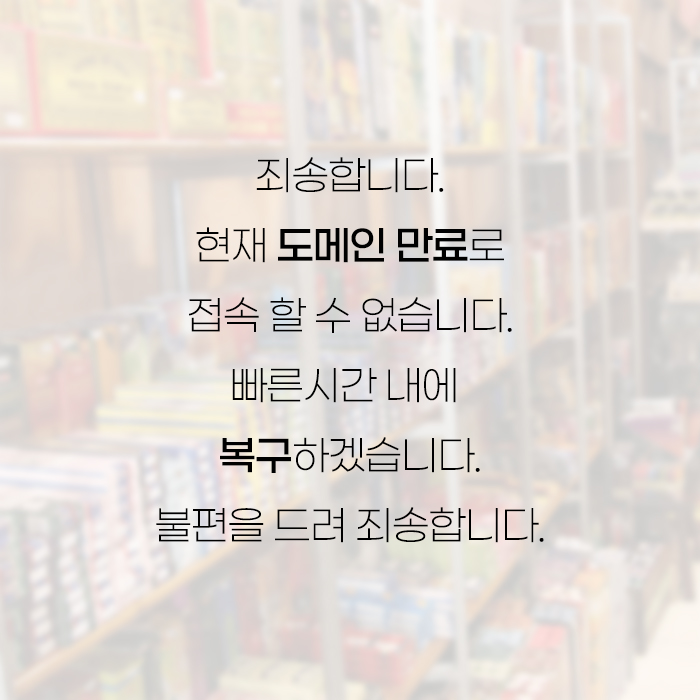 죄송합니다.
현재 도메인 만료로
접속 할 수 없습니다.
빠른시간 내에
복구하겠습니다.
불편을 드려 죄송합니다.